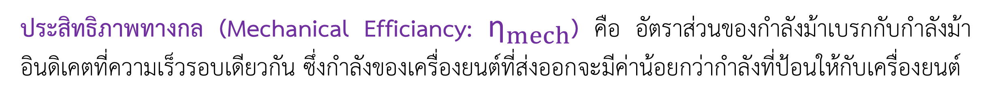 ประสิทธิภาพทางกล (Mechanical Efficiancy: η_mech) คือ อัตราส่วนของกำลังม้าเบรกกับกำลังม้า
อินดิเคตที่ความเร็วรอบเดียวกัน ซึ่งกำลังของเครื่องยนต์ที่ส่งออกจะมีค่าน้อยกว่ากำลังที่ป้อนให้กับเครื่องยนต์